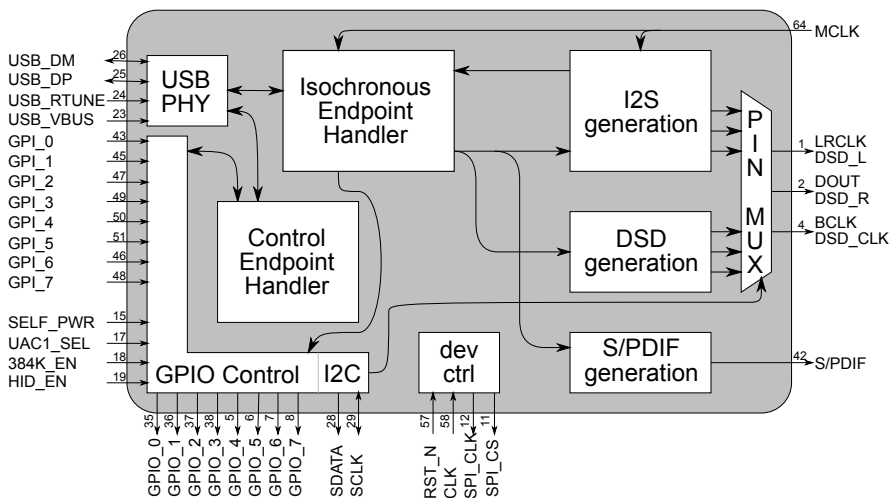 64 MCLK
USB_DM 26
USB_DP 25
USB_RTUNE 24
USB_VBUS 23
USB
PHY
Isochronous
Endpoint
Handler
I2S
generation
GPI_0 43
GPI_1 45
GPI_2 47
GPI_3 49
GPI_4 50
GPI_5 51
GPI_6 46
GPI_7 48
Control
Endpoint
Handler
DSD
generation
PIN
MUX
1 LRCLK
DSD_L
2 DOUT
DSD_R
4 BCLK
DSD_CLK
SELF_PWR 15
UAC1_SEL 17
384K_EN 18
HID_EN 19
GPIO Control
I2C
dev
ctrl
S/PDIF
generation
42 S/PDIF
35 GPIO_0
36 GPIO_1
37 GPIO_2
38 GPIO_3
5 GPIO_4
6 GPIO_5
7 GPIO_6
8 GPIO_7
28 SDATA
29 SCLK
57 RST_N
58 CLK
12 SPI_CLK
11 SPI_CS